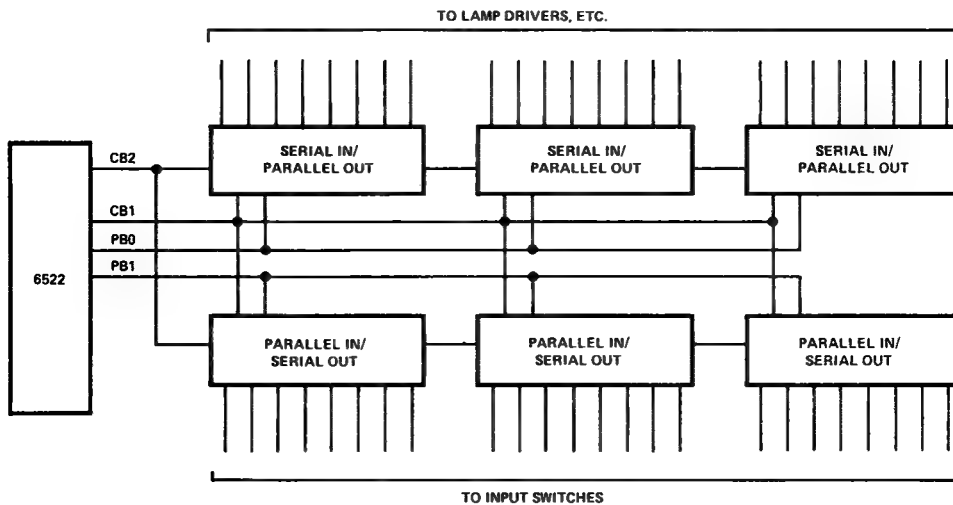 TO LAMP DRIVERS, ETC.
SERIAL IN/
PARALLEL OUT
SERIAL IN/
PARALLEL OUT
SERIAL IN/
PARALLEL OUT
CB2
CB1
PB0
PB1
6522
PARALLEL IN/
SERIAL OUT
PARALLEL IN/
SERIAL OUT
PARALLEL IN/
SERIAL OUT
TO INPUT SWITCHES